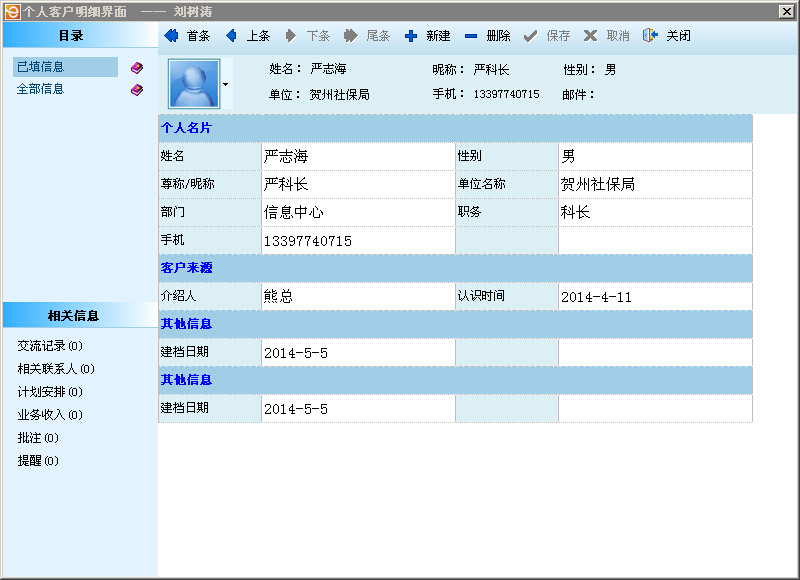 个人客户明细界面 —— 刘树涛
目录
首条 上条 下条 尾条 新建 删除 保存 取消 关闭
已填信息
全部信息
姓名： 严志海 昵称： 严科长 性别： 男
单位： 贺州社保局 手机： 13397740715 邮件：
个人名片
姓名 严志海 性别 男
尊称/昵称 严科长 单位名称 贺州社保局
部门 信息中心 职务 科长
手机 13397740715
客户来源
介绍人 熊总 认识时间 2014-4-11
其他信息
建档日期 2014-5-5
其他信息
建档日期 2014-5-5
相关信息
交流记录(0)
相关联系人(0)
计划安排(0)
业务收入(0)
批注(0)
提醒(0)